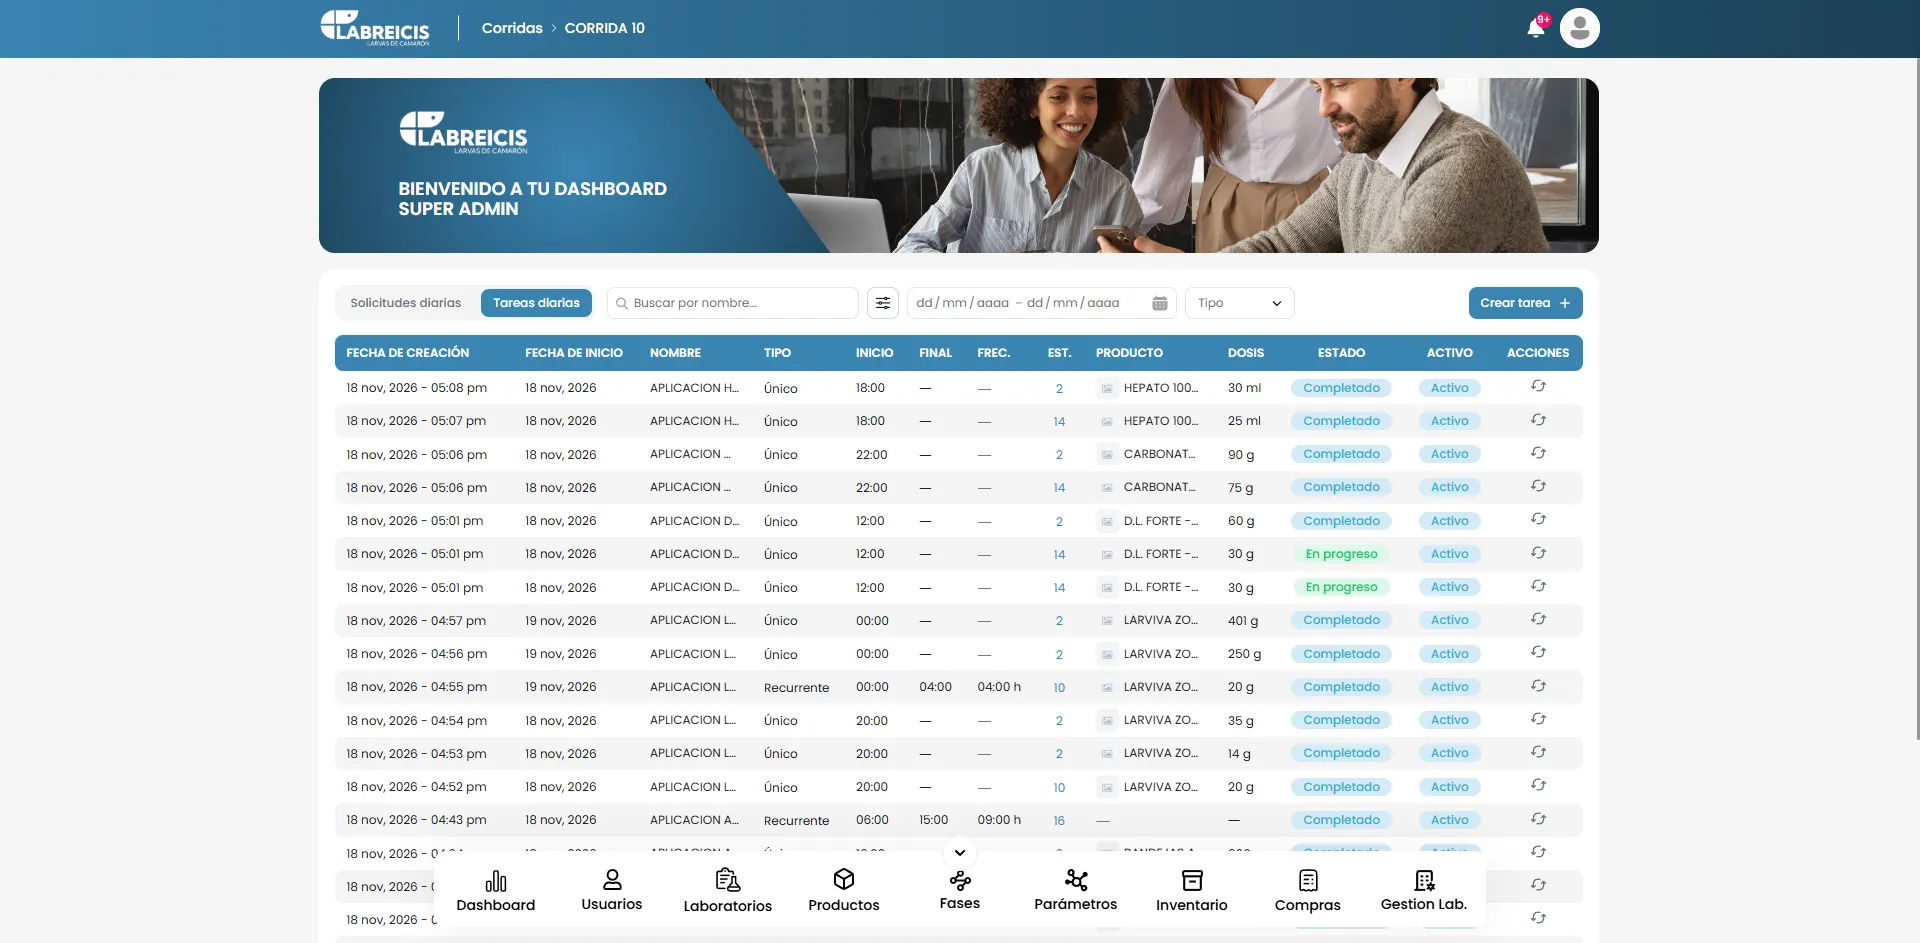 LABREICIS
LARVAS DE CAMARON
Corridas > CORRIDA 10
9+
LABREICIS
LARVAS DE CAMARON
BIENVENIDO A TU DASHBOARD
SUPER ADMIN
Solicitudes diarias Tareas diarias Buscar por nombre... dd / mm / aaaa – dd / mm / aaaa Tipo Crear tarea +
FECHA DE CREACIÓN FECHA DE INICIO NOMBRE TIPO INICIO FINAL FREC. EST. PRODUCTO DOSIS ESTADO ACTIVO ACCIONES
18 nov, 2026 - 05:08 pm 18 nov, 2026 APLICACION H... Único 18:00 — — 2 HEPATO 100... 30 ml Completado Activo
18 nov, 2026 - 05:07 pm 18 nov, 2026 APLICACION H... Único 18:00 — — 14 HEPATO 100... 25 ml Completado Activo
18 nov, 2026 - 05:06 pm 18 nov, 2026 APLICACION ... Único 22:00 — — 2 CARBONAT... 90 g Completado Activo
18 nov, 2026 - 05:06 pm 18 nov, 2026 APLICACION ... Único 22:00 — — 14 CARBONAT... 75 g Completado Activo
18 nov, 2026 - 05:01 pm 18 nov, 2026 APLICACION D... Único 12:00 — — 2 D.L. FORTE -... 60 g Completado Activo
18 nov, 2026 - 05:01 pm 18 nov, 2026 APLICACION D... Único 12:00 — — 14 D.L. FORTE -... 30 g En progreso Activo
18 nov, 2026 - 05:01 pm 18 nov, 2026 APLICACION D... Único 12:00 — — 14 D.L. FORTE -... 30 g En progreso Activo
18 nov, 2026 - 04:57 pm 19 nov, 2026 APLICACION L... Único 00:00 — — 2 LARVIVA ZO... 401 g Completado Activo
18 nov, 2026 - 04:56 pm 19 nov, 2026 APLICACION L... Único 00:00 — — 2 LARVIVA ZO... 250 g Completado Activo
18 nov, 2026 - 04:55 pm 19 nov, 2026 APLICACION L... Recurrente 00:00 04:00 04:00 h 10 LARVIVA ZO... 20 g Completado Activo
18 nov, 2026 - 04:54 pm 18 nov, 2026 APLICACION L... Único 20:00 — — 2 LARVIVA ZO... 35 g Completado Activo
18 nov, 2026 - 04:53 pm 18 nov, 2026 APLICACION L... Único 20:00 — — 2 LARVIVA ZO... 14 g Completado Activo
18 nov, 2026 - 04:52 pm 18 nov, 2026 APLICACION L... Único 20:00 — — 10 LARVIVA ZO... 20 g Completado Activo
18 nov, 2026 - 04:43 pm 18 nov, 2026 APLICACION A... Recurrente 06:00 15:00 09:00 h 16 — — Completado Activo
18 nov, 2026 -
18 nov, 2026 -
18 nov, 2026 -
Dashboard Usuarios Laboratorios Productos Fases Parámetros Inventario Compras Gestion Lab.